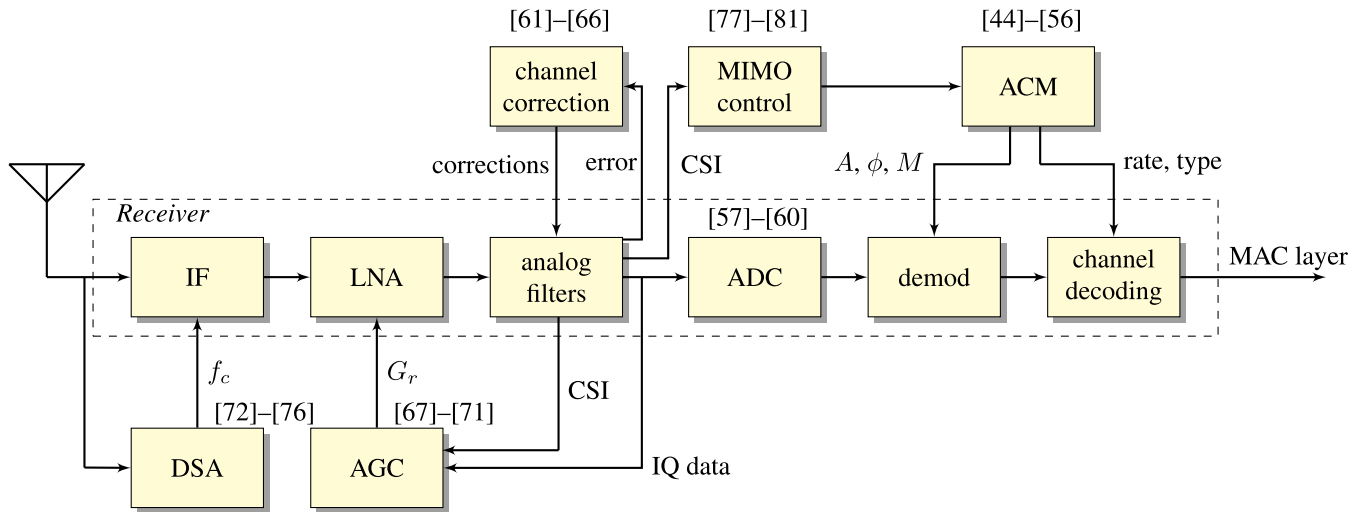 [61]–[66]
[77]–[81]
[44]–[56]
channel
correction
MIMO
control
ACM
corrections
error
CSI
A, ϕ, M
rate, type
Receiver
[57]–[60]
IF
LNA
analog
filters
ADC
demod
channel
decoding
MAC layer
f_c
G_r
CSI
[72]–[76]
[67]–[71]
DSA
AGC
IQ data